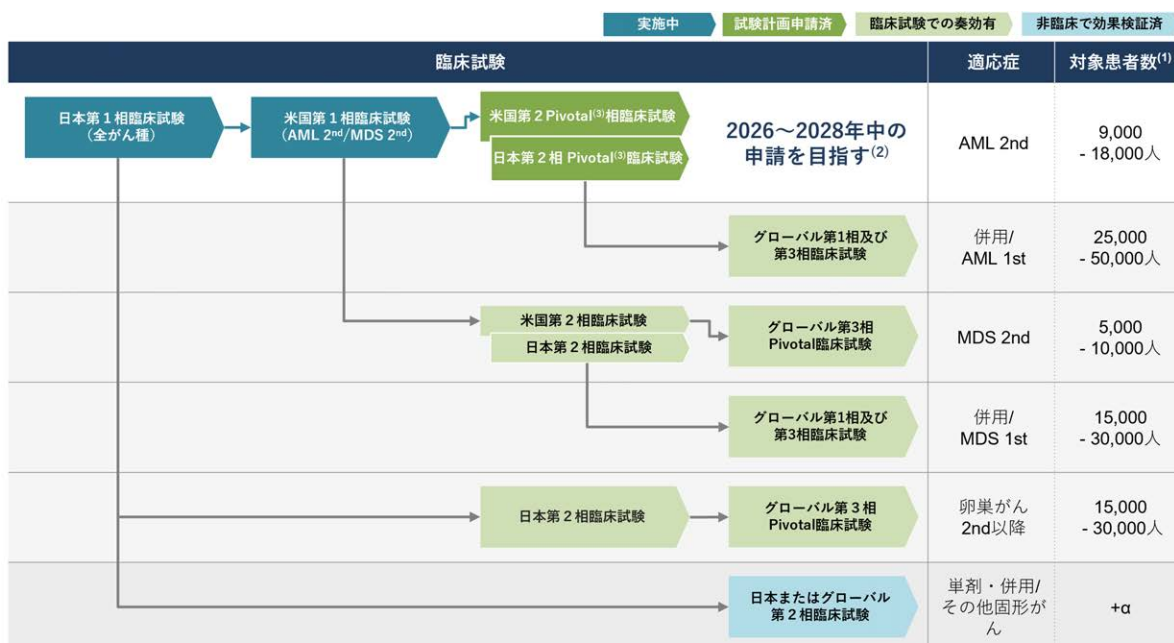 実施中
試験計画申請済
臨床試験での奏効有
非臨床で効果検証済
臨床試験
適応症
対象患者数(1)
日本第1相臨床試験
(全がん種)
米国第1相臨床試験
(AML 2nd/MDS 2nd)
米国第2 Pivotal(3)相臨床試験
日本第2相 Pivotal(3)臨床試験
2026~2028年中の
申請を目指す(2)
AML 2nd
9,000
- 18,000人
グローバル第1相及び
第3相臨床試験
併用/
AML 1st
25,000
- 50,000人
米国第2相臨床試験
日本第2相臨床試験
グローバル第3相
Pivotal臨床試験
MDS 2nd
5,000
- 10,000人
グローバル第1相及び
第3相臨床試験
併用/
MDS 1st
15,000
- 30,000人
日本第2相臨床試験
グローバル第3相
Pivotal臨床試験
卵巣がん
2nd以降
15,000
- 30,000人
日本またはグローバル
第2相臨床試験
単剤・併用/
その他固形が
ん
+α